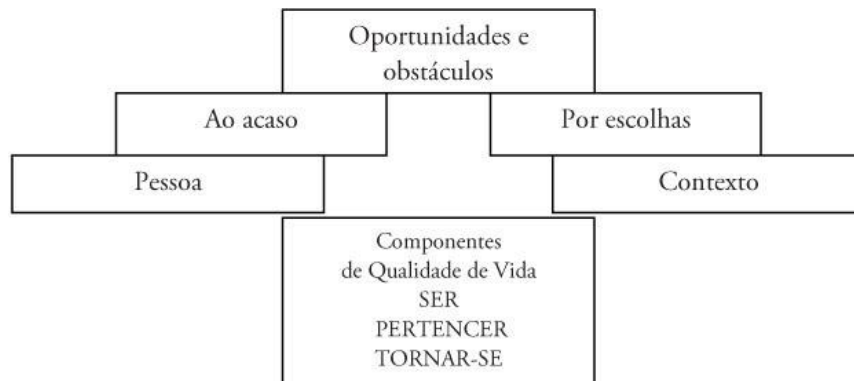 Oportunidades e
obstáculos
Ao acaso
Por escolhas
Pessoa
Contexto
Componentes
de Qualidade de Vida
SER
PERTENCER
TORNAR-SE